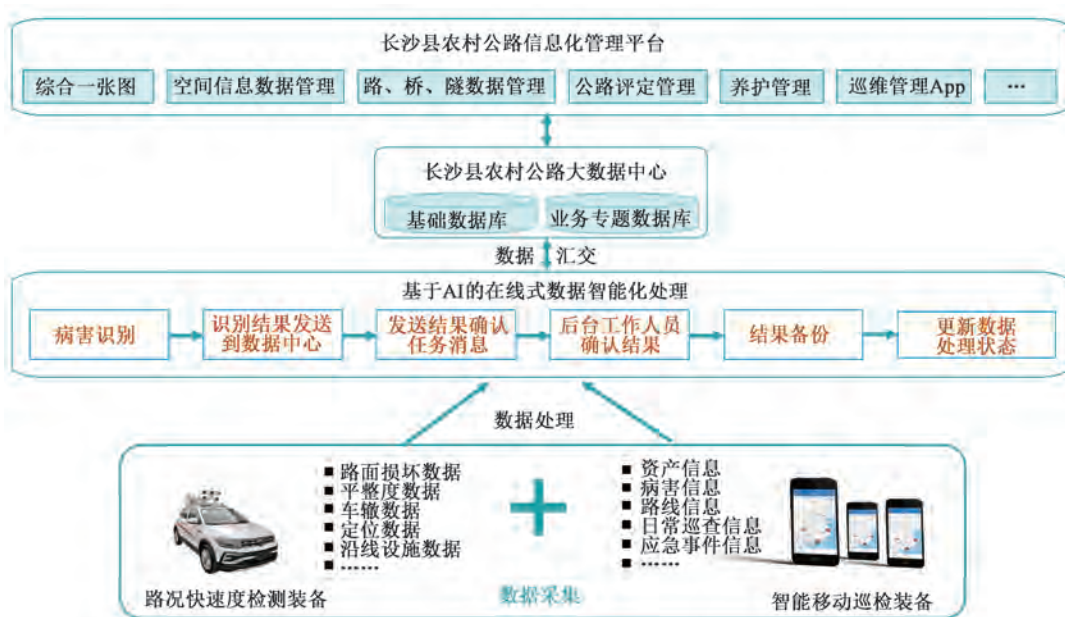 长沙县农村公路信息化管理平台
综合一张图 空间信息数据管理 路、桥、隧数据管理 公路评定管理 养护管理 巡维管理App …
长沙县农村公路大数据中心
基础数据库 业务专题数据库
数据 汇交
基于AI的在线式数据智能化处理
病害识别
识别结果发送
到数据中心
发送结果确认
任务消息
后台工作人员
确认结果
结果备份
更新数据
处理状态
数据处理
■ 路面损坏数据
■ 平整度数据
■ 车辙数据
■ 定位数据
■ 沿线设施数据
■ ……
■ 资产信息
■ 病害信息
■ 路线信息
■ 日常巡查信息
■ 应急事件信息
■ ……
路况快速度检测装备
数据采集
智能移动巡检装备